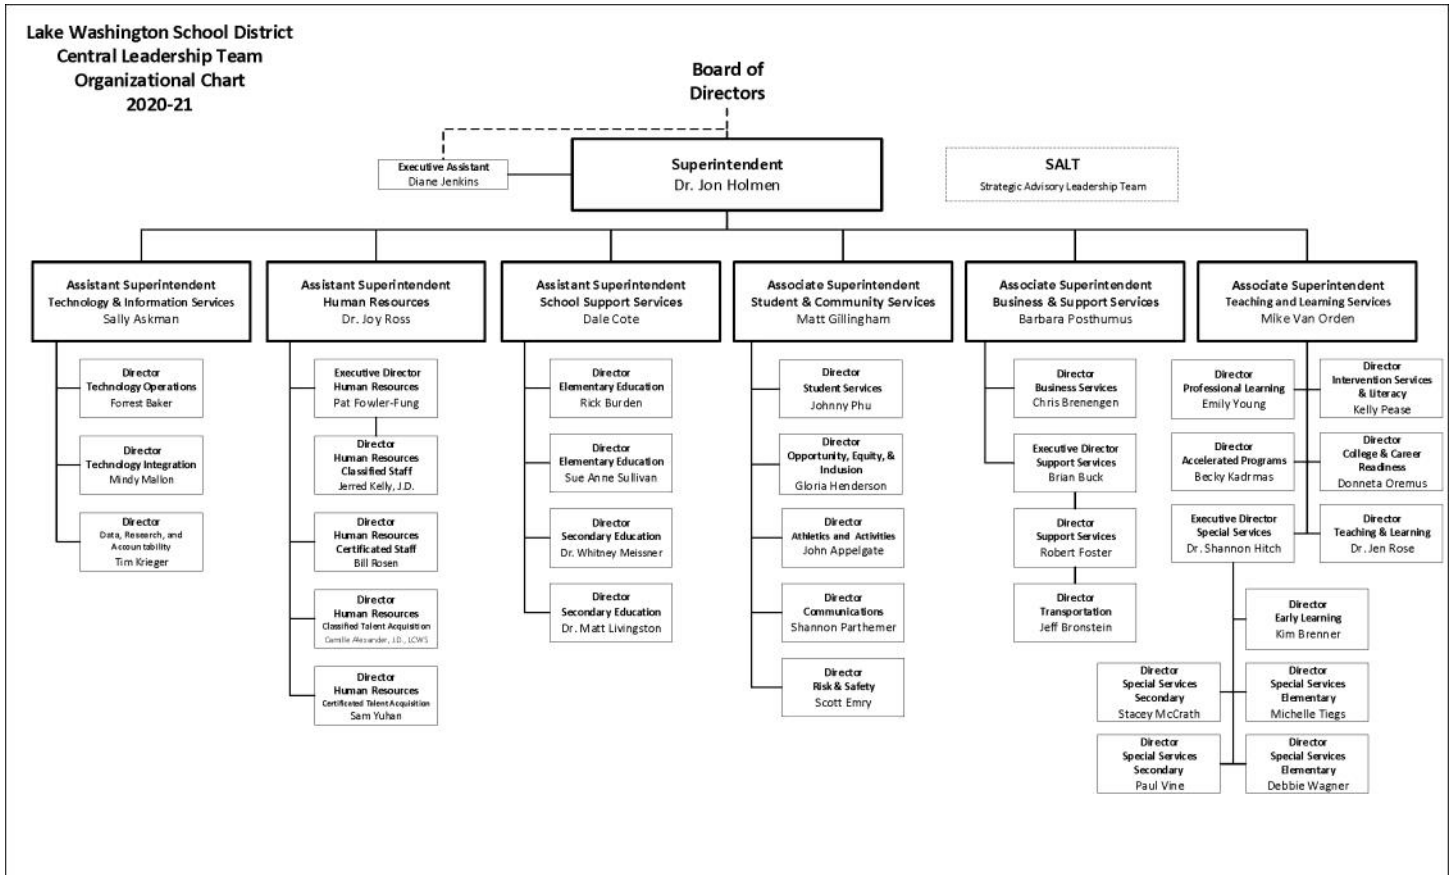 Lake Washington School District
Central Leadership Team
Organizational Chart
2020-21
Board of
Directors
Executive Assistant
Diane Jenkins
Superintendent
Dr. Jon Holmen
SALT
Strategic Advisory Leadership Team
Assistant Superintendent
Technology & Information Services
Sally Askman
Assistant Superintendent
Human Resources
Dr. Joy Ross
Assistant Superintendent
School Support Services
Dale Cote
Associate Superintendent
Student & Community Services
Matt Gillingham
Associate Superintendent
Business & Support Services
Barbara Posthumus
Associate Superintendent
Teaching and Learning Services
Mike Van Orden
Director
Technology Operations
Forrest Baker
Director
Technology Integration
Mindy Mallon
Director
Data, Research, and
Accountability
Tim Krieger
Executive Director
Human Resources
Pat Fowler-Fung
Director
Human Resources
Classified Staff
Jerred Kelly, J.D.
Director
Human Resources
Certificated Staff
Bill Rosen
Director
Human Resources
Classified Talent Acquisition
Camille Alexander, J.D., LCWS
Director
Human Resources
Certificated Talent Acquisition
Sam Yuhan
Director
Elementary Education
Rick Burden
Director
Elementary Education
Sue Anne Sullivan
Director
Secondary Education
Dr. Whitney Meissner
Director
Secondary Education
Dr. Matt Livingston
Director
Student Services
Johnny Phu
Director
Opportunity, Equity, &
Inclusion
Gloria Henderson
Director
Athletics and Activities
John Appelgate
Director
Communications
Shannon Parthemer
Director
Risk & Safety
Scott Emry
Director
Business Services
Chris Brenengen
Executive Director
Support Services
Brian Buck
Director
Support Services
Robert Foster
Director
Transportation
Jeff Bronstein
Director
Professional Learning
Emily Young
Director
Intervention Services
& Literacy
Kelly Pease
Director
Accelerated Programs
Becky Kadrmas
Director
College & Career
Readiness
Donneta Oremus
Executive Director
Special Services
Dr. Shannon Hitch
Director
Teaching & Learning
Dr. Jen Rose
Director
Early Learning
Kim Brenner
Director
Special Services
Secondary
Stacey McCrath
Director
Special Services
Elementary
Michelle Tiegs
Director
Special Services
Secondary
Paul Vine
Director
Special Services
Elementary
Debbie Wagner